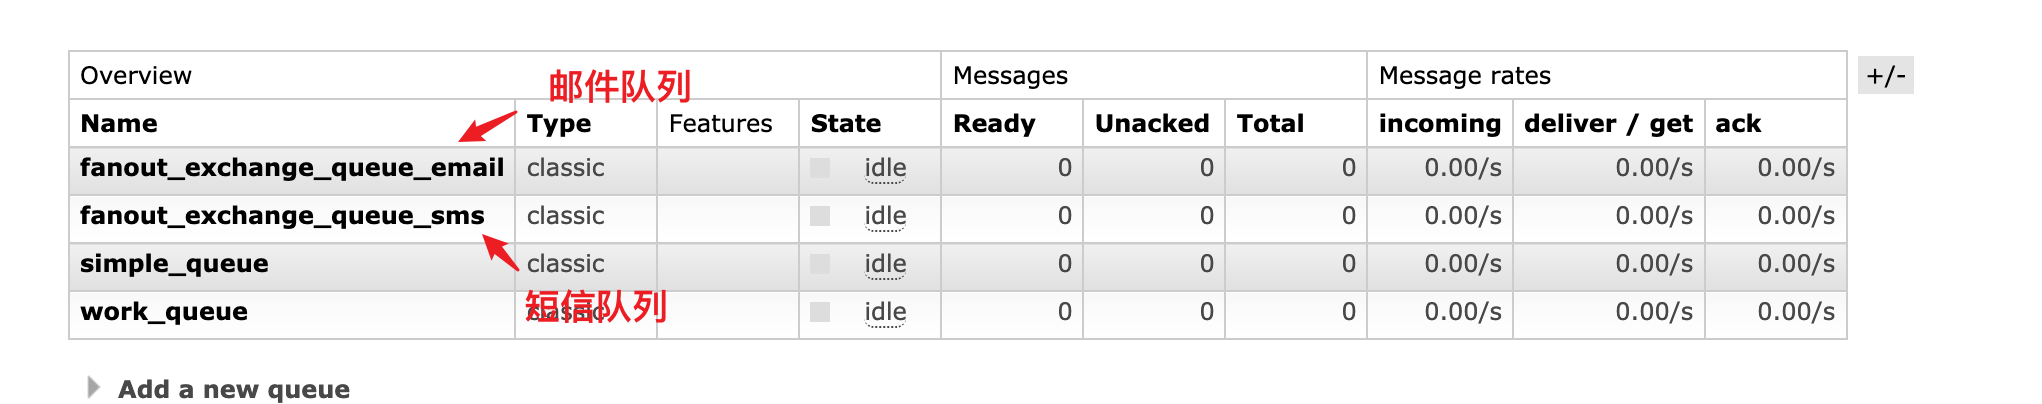 Overview Messages Message rates +/-
邮件队列
Name Type Features State Ready Unacked Total incoming deliver / get ack
fanout_exchange_queue_email classic idle 0 0 0 0.00/s 0.00/s 0.00/s
fanout_exchange_queue_sms classic idle 0 0 0 0.00/s 0.00/s 0.00/s
simple_queue classic idle 0 0 0 0.00/s 0.00/s 0.00/s
短信队列
work_queue classic idle 0 0 0 0.00/s 0.00/s 0.00/s
Add a new queue